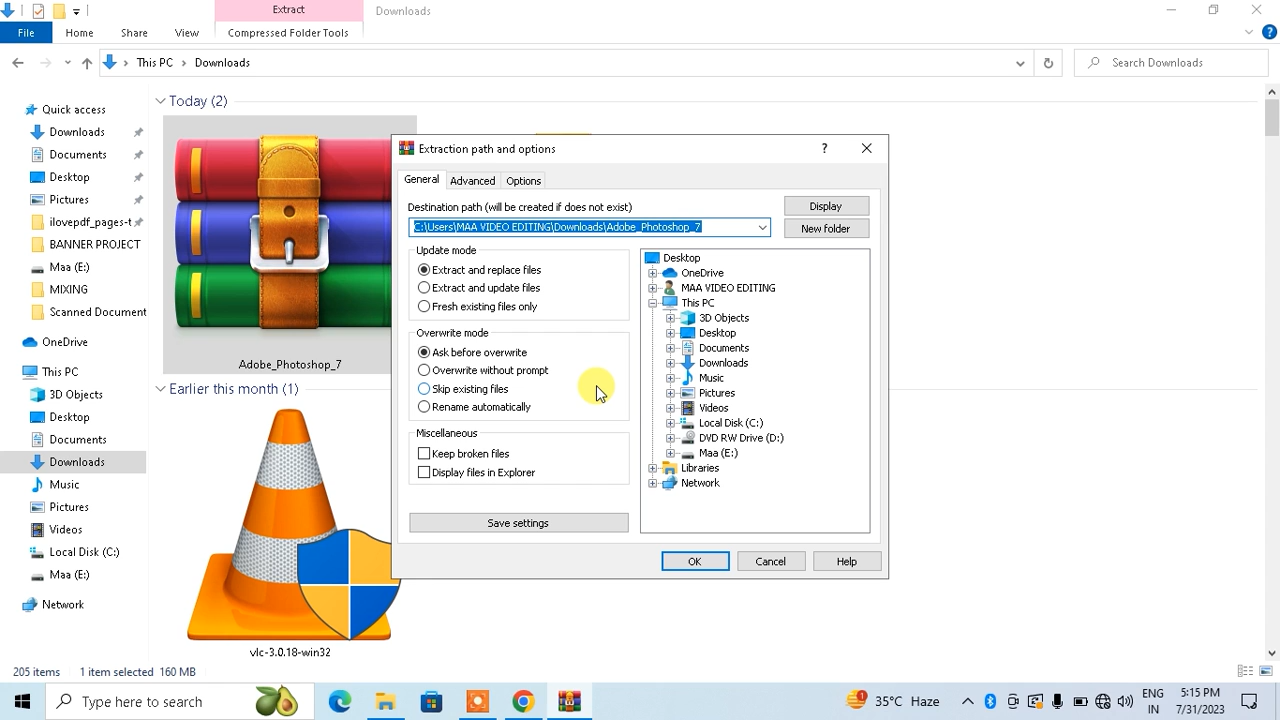 Extract
Downloads
File
Home
Share
View
Compressed Folder Tools
This PC
Downloads
Search Downloads
Quick access
Downloads
Documents
Desktop
Pictures
ilovepdf_pages-t
BANNER PROJECT
Maa (E:)
MIXING
Scanned Document
OneDrive
This PC
3D Objects
Desktop
Documents
Downloads
Music
Pictures
Videos
Local Disk (C:)
Maa (E:)
Network
Today (2)
Adobe_Photoshop_7
Earlier this month (1)
vlc-3.0.18-win32
Extraction path and options
?
General
Advanced
Options
Destination path (will be created if does not exist)
Display
C:\Users\MAA VIDEO EDITING\Downloads\Adobe_Photoshop_7
New folder
Update mode
Extract and replace files
Extract and update files
Fresh existing files only
Overwrite mode
Ask before overwrite
Overwrite without prompt
Skip existing files
Rename automatically
Miscellaneous
Keep broken files
Display files in Explorer
Save settings
Desktop
OneDrive
MAA VIDEO EDITING
This PC
3D Objects
Desktop
Documents
Downloads
Music
Pictures
Videos
Local Disk (C:)
DVD RW Drive (D:)
Maa (E:)
Libraries
Network
OK
Cancel
Help
205 items
1 item selected 160 MB
Type here to search
35°C Haze
ENG
IN
5:15 PM
7/31/2023